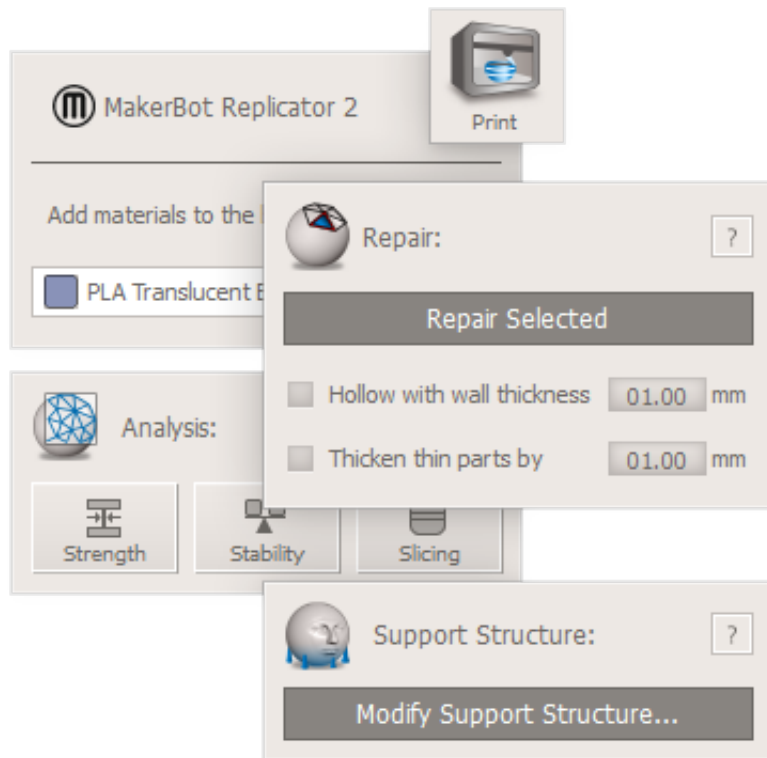 Print
MakerBot Replicator 2
Add materials to the
PLA Translucent
Repair:
?
Repair Selected
Hollow with wall thickness 01.00 mm
Thicken thin parts by 01.00 mm
Analysis:
Strength
Stability
Slicing
Support Structure:
?
Modify Support Structure...